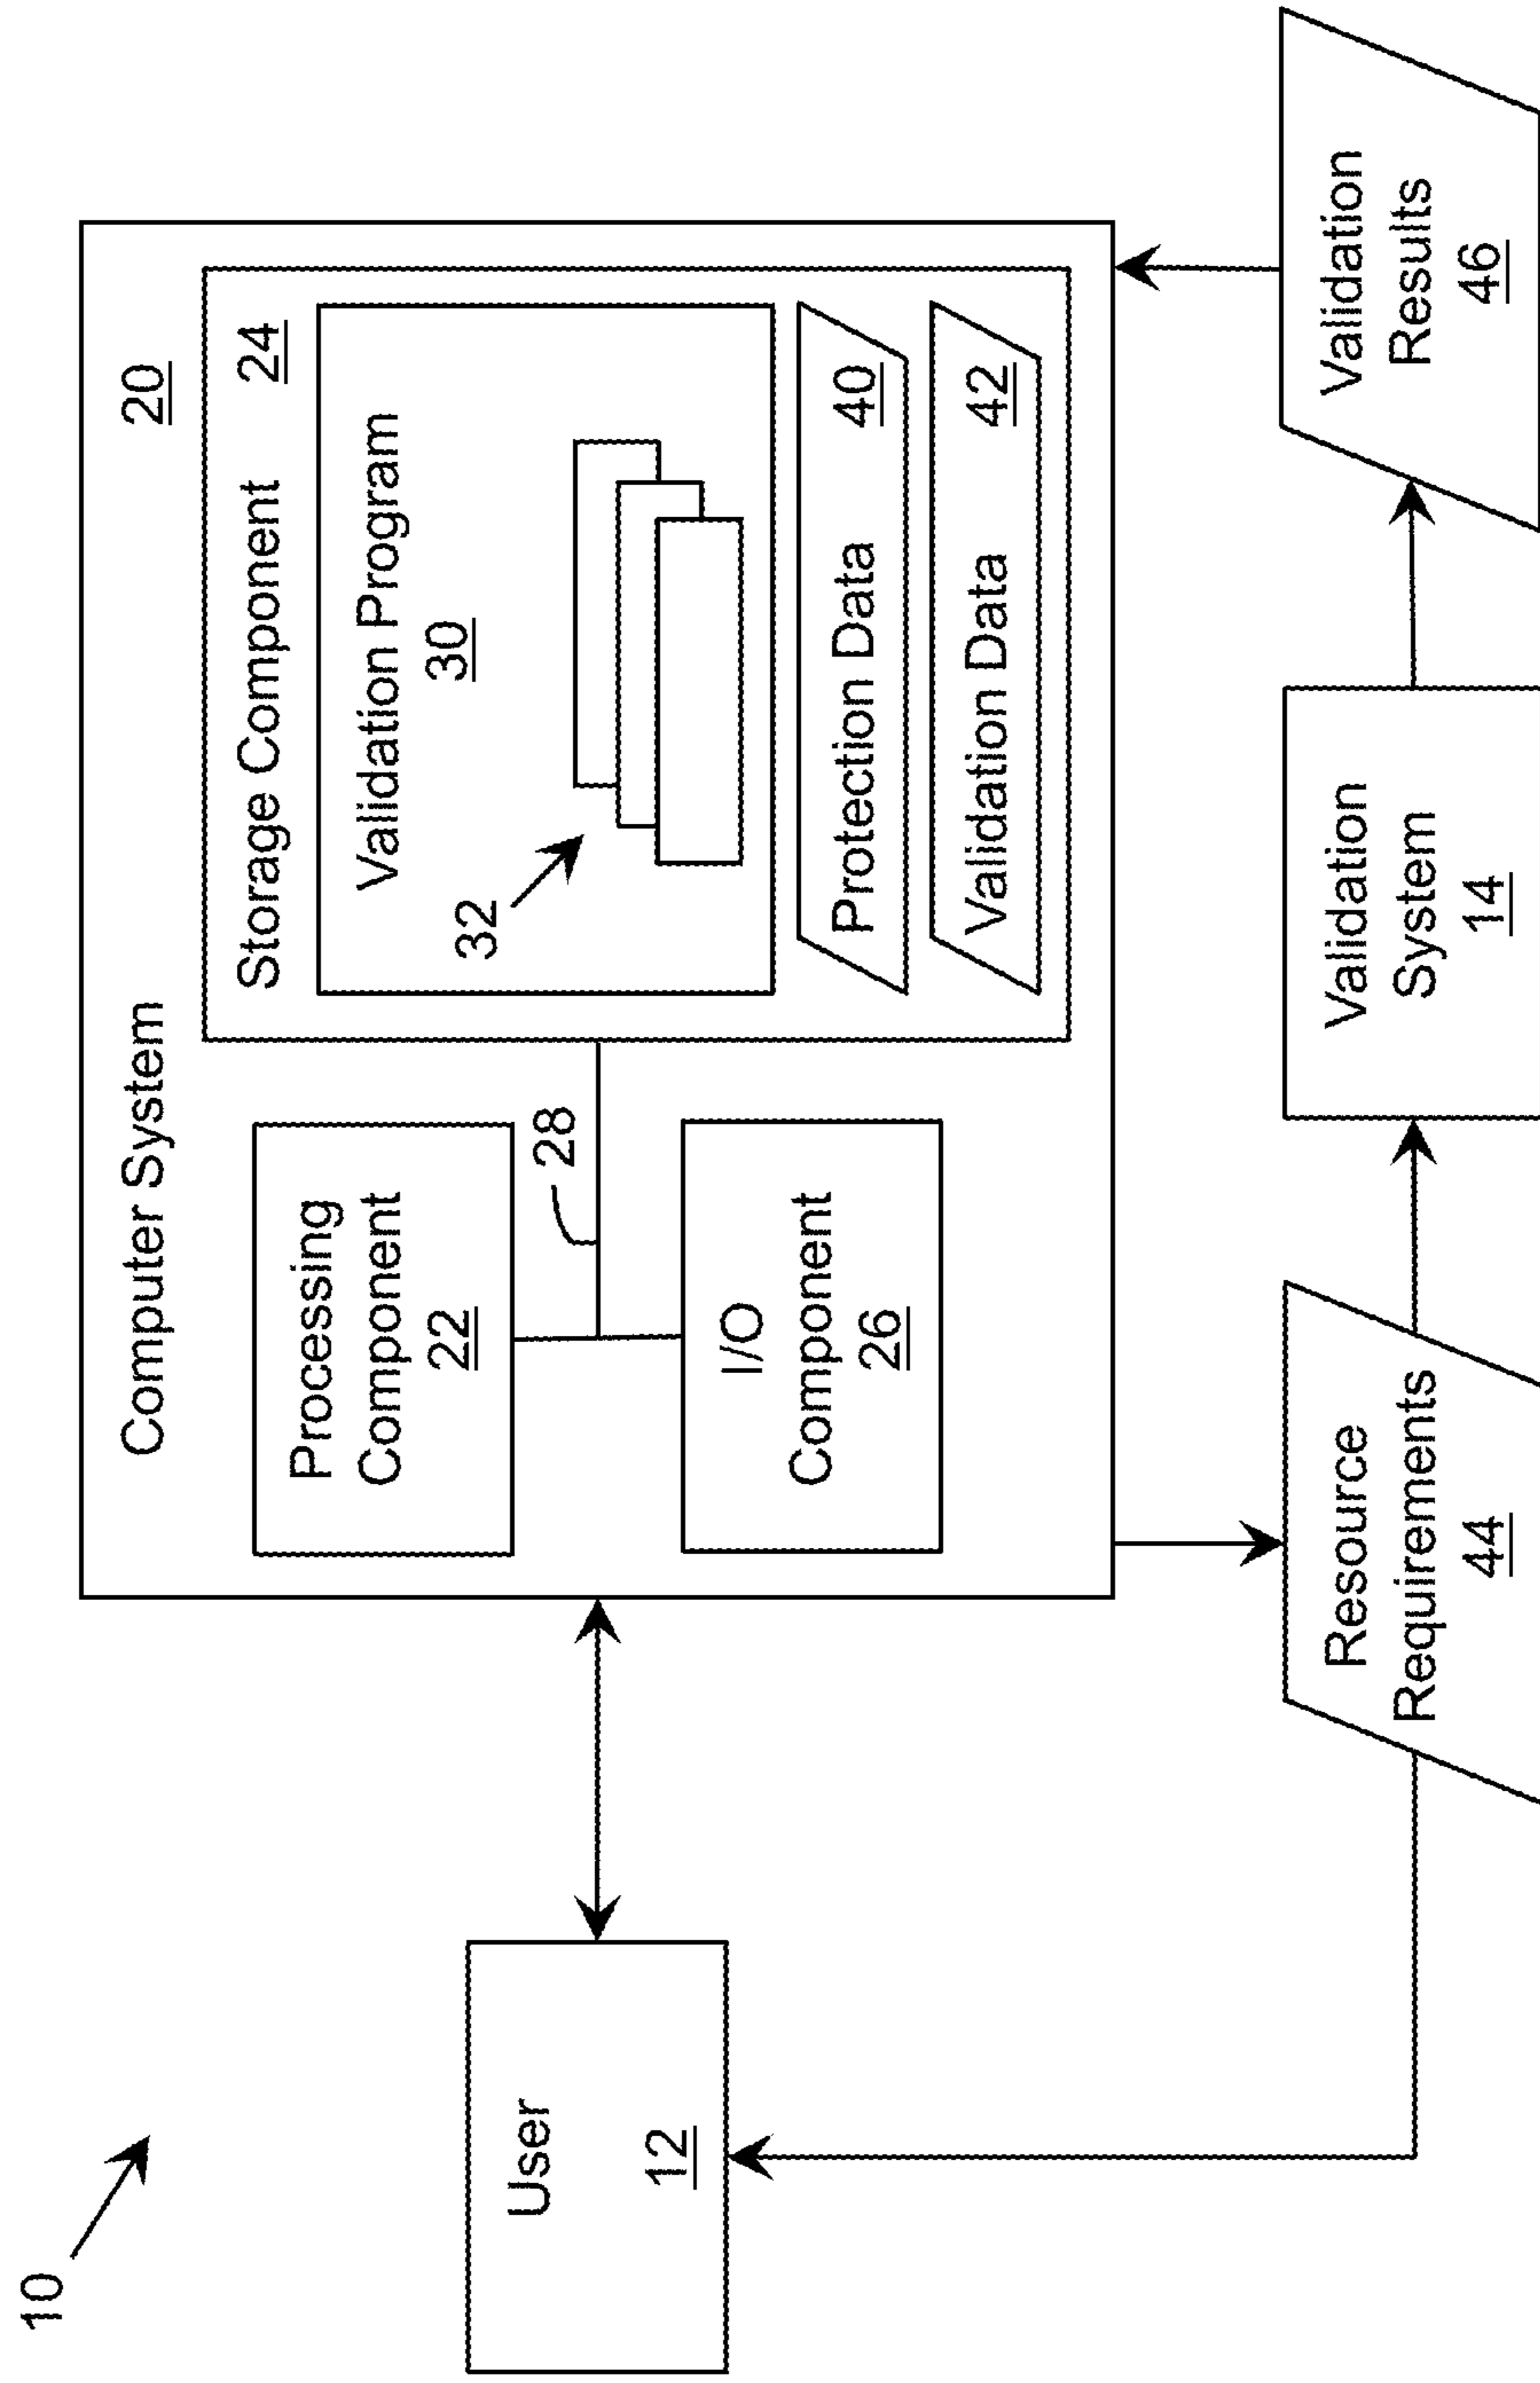 10
Computer System 20
Processing
Component
22
28
I/O
Component
26
Storage Component 24
Validation Program
30
32
Protection Data 40
Validation Data 42
User
12
Resource
Requirements
44
Validation
System
14
Validation
Results
46